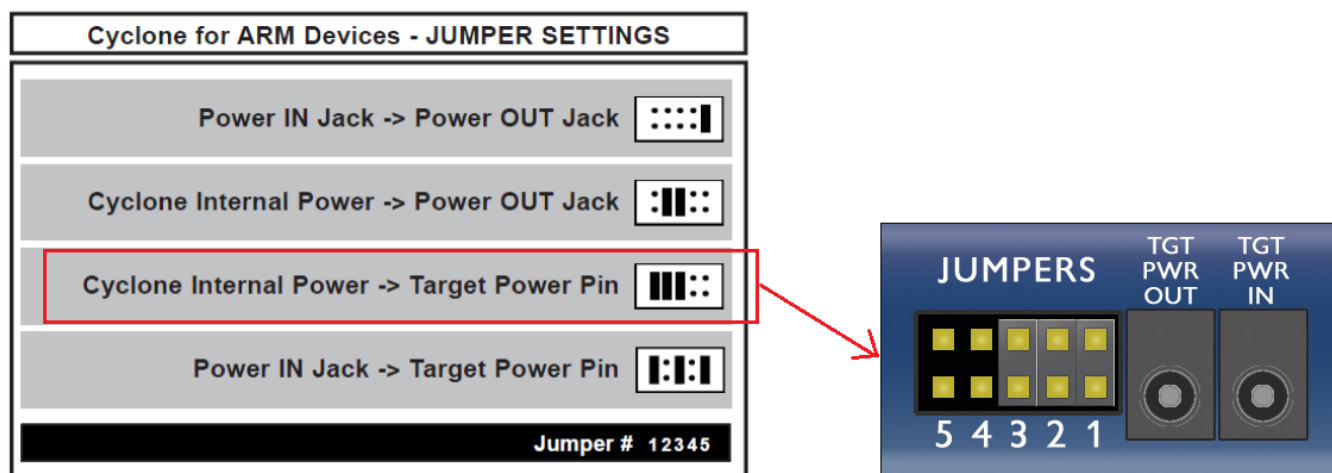 Cyclone for ARM Devices - JUMPER SETTINGS
Power IN Jack -> Power OUT Jack
Cyclone Internal Power -> Power OUT Jack
Cyclone Internal Power -> Target Power Pin
Power IN Jack -> Target Power Pin
Jumper # 12345
JUMPERS
TGT PWR OUT
TGT PWR IN
5 4 3 2 1